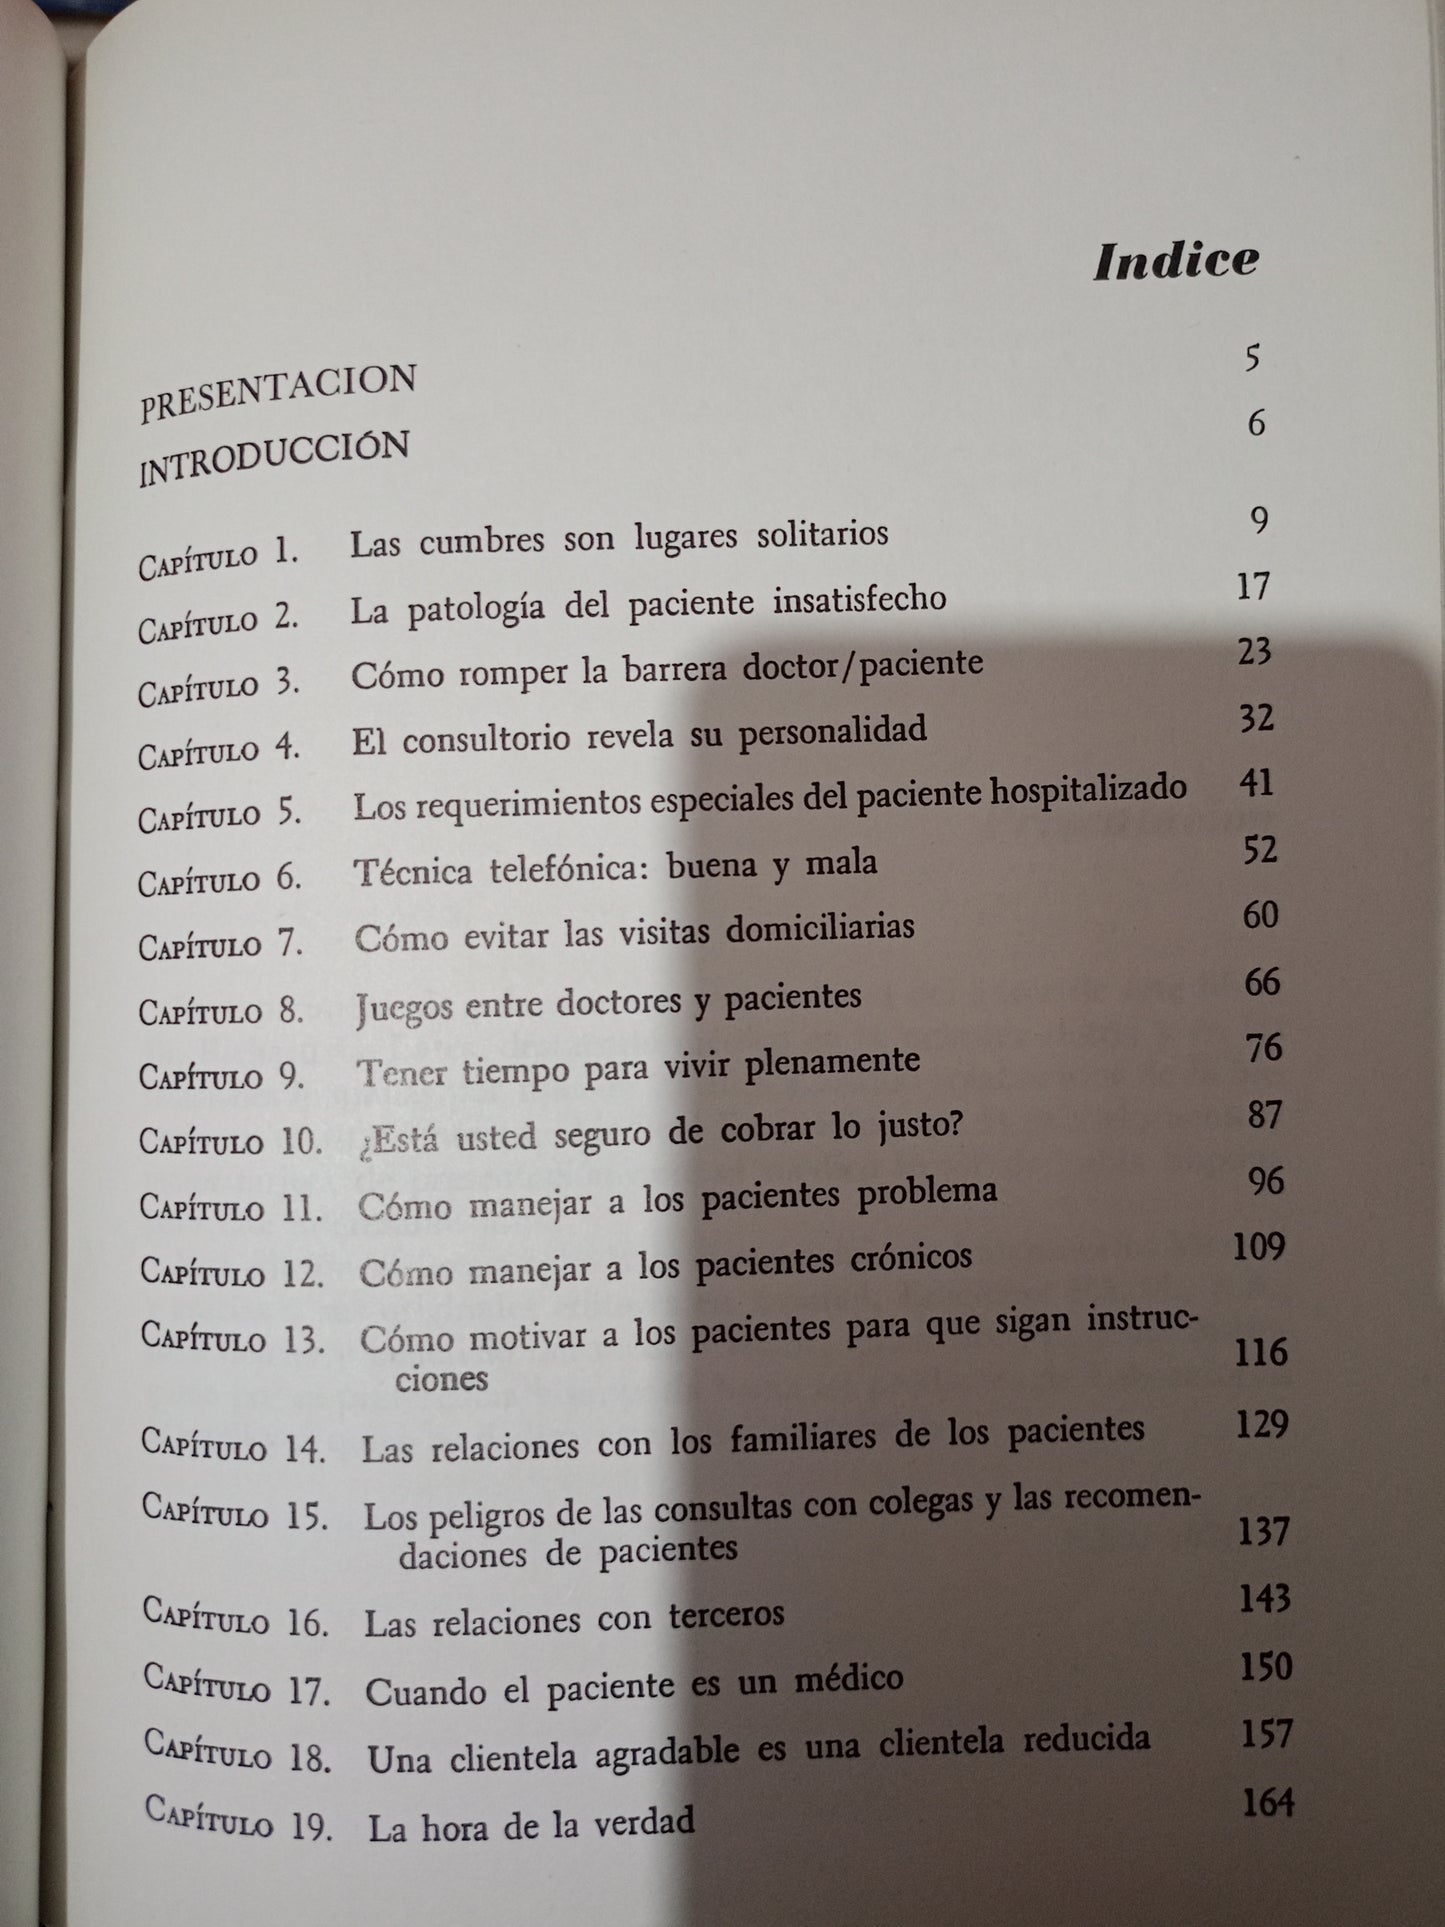 Indice
PRESENTACION 5
INTRODUCCIÓN 6
CAPÍTULO 1. Las cumbres son lugares solitarios 9
CAPÍTULO 2. La patología del paciente insatisfecho 17
CAPÍTULO 3. Cómo romper la barrera doctor/paciente 23
CAPÍTULO 4. El consultorio revela su personalidad 32
CAPÍTULO 5. Los requerimientos especiales del paciente hospitalizado 41
CAPÍTULO 6. Técnica telefónica: buena y mala 52
CAPÍTULO 7. Cómo evitar las visitas domiciliarias 60
CAPÍTULO 8. Juegos entre doctores y pacientes 66
CAPÍTULO 9. Tener tiempo para vivir plenamente 76
CAPÍTULO 10. ¿Está usted seguro de cobrar lo justo? 87
CAPÍTULO 11. Cómo manejar a los pacientes problema 96
CAPÍTULO 12. Cómo manejar a los pacientes crónicos 109
CAPÍTULO 13. Cómo motivar a los pacientes para que sigan instruc-
ciones 116
CAPÍTULO 14. Las relaciones con los familiares de los pacientes 129
CAPÍTULO 15. Los peligros de las consultas con colegas y las recomen-
daciones de pacientes 137
CAPÍTULO 16. Las relaciones con terceros 143
CAPÍTULO 17. Cuando el paciente es un médico 150
CAPÍTULO 18. Una clientela agradable es una clientela reducida 157
CAPÍTULO 19. La hora de la verdad 164